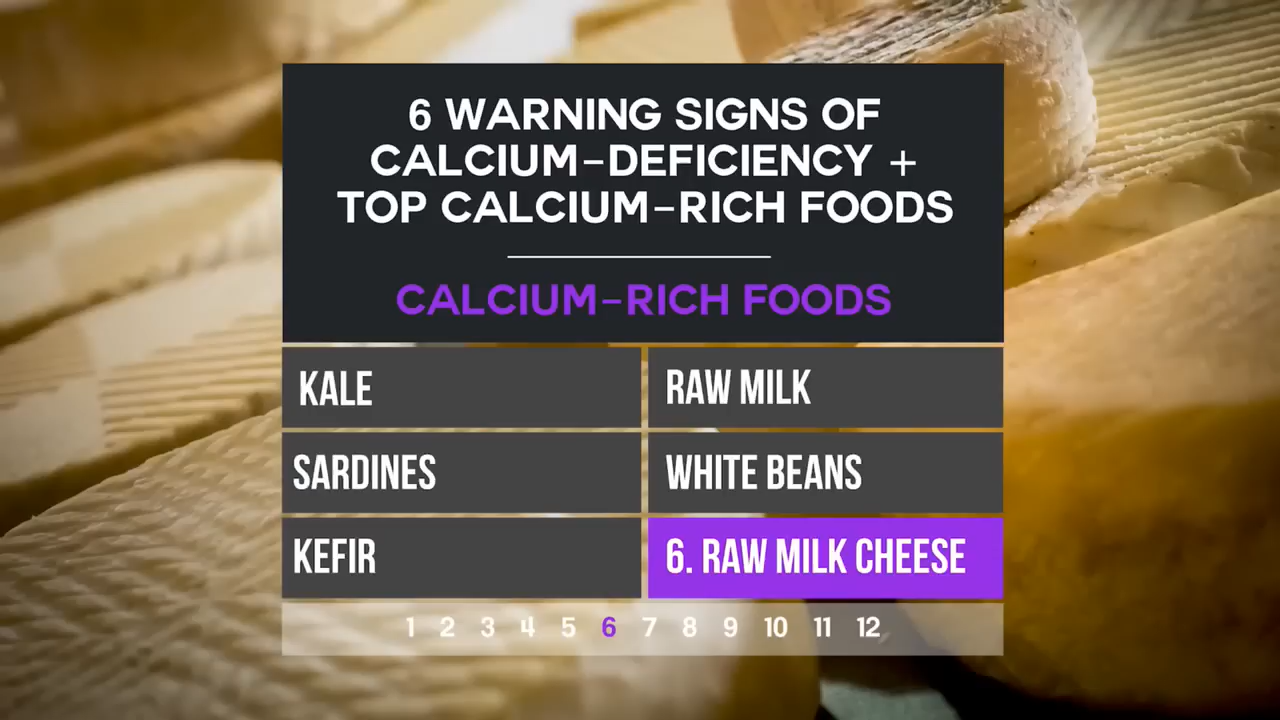 6 WARNING SIGNS OF
CALCIUM-DEFICIENCY +
TOP CALCIUM-RICH FOODS
CALCIUM-RICH FOODS
KALE
RAW MILK
SARDINES
WHITE BEANS
KEFIR
6. RAW MILK CHEESE
1 2 3 4 5 6 7 8 9 10 11 12